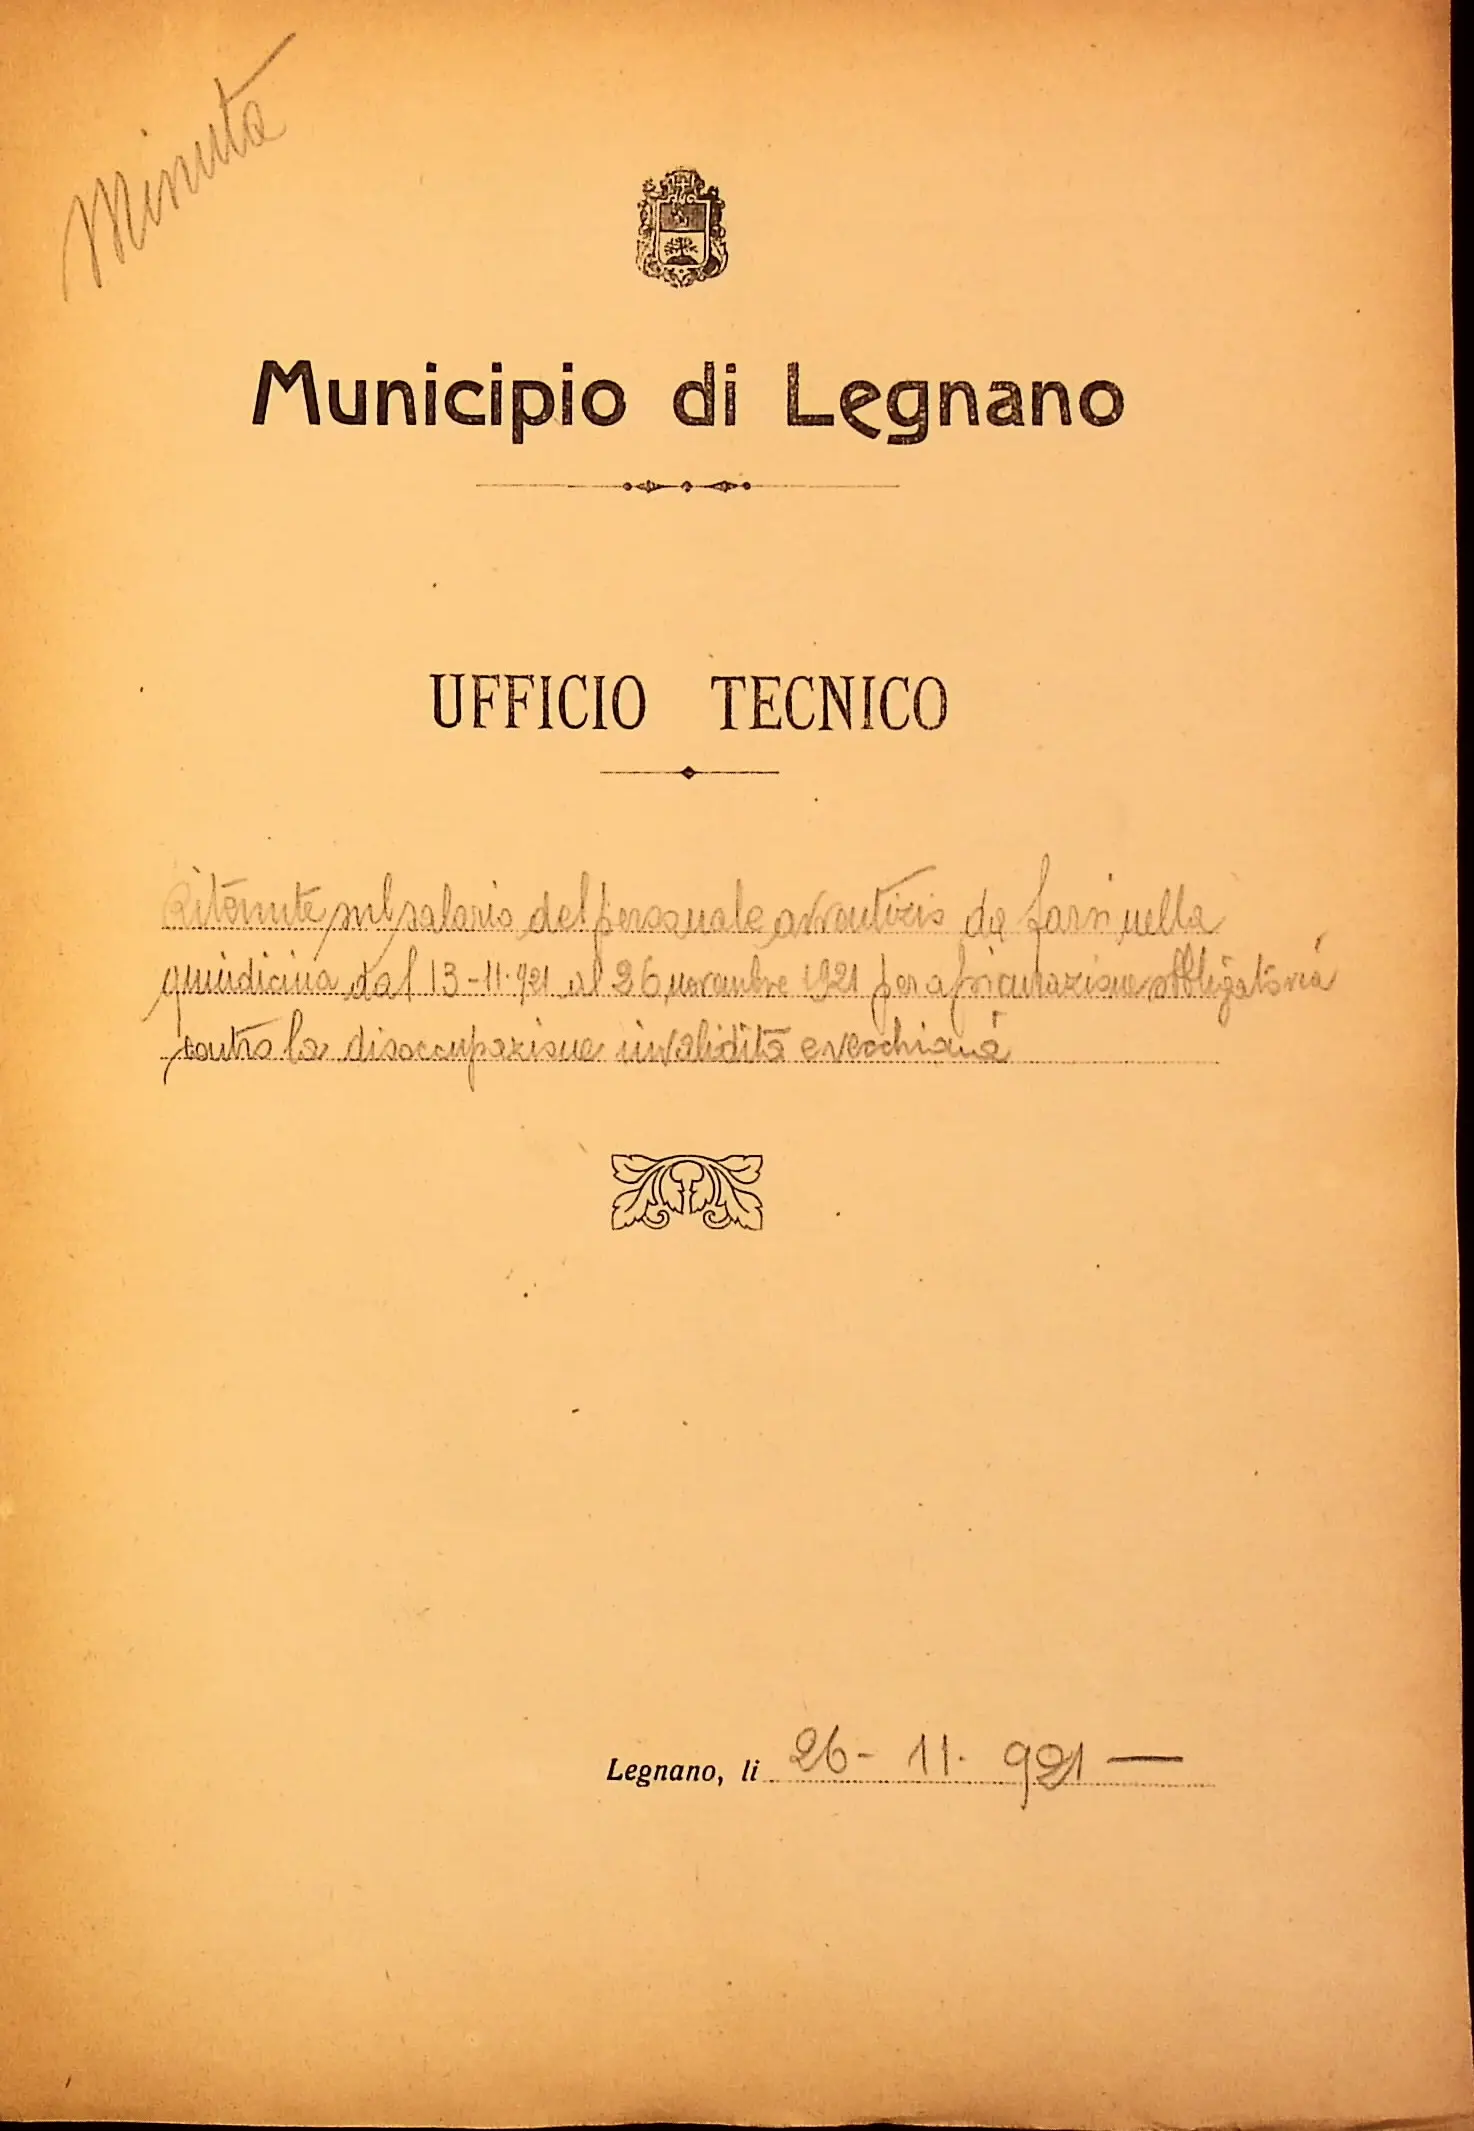 Minuta
Municipio di Legnano
UFFICIO TECNICO
Ritenute sul salario del personale avventizio da farsi nella
quindicina dal 13-11-921 al 26 novembre 1921 per assicurazione obbligatoria
contro la disoccupazione invalidità e vecchiaia
Legnano, li 26-11.921 —